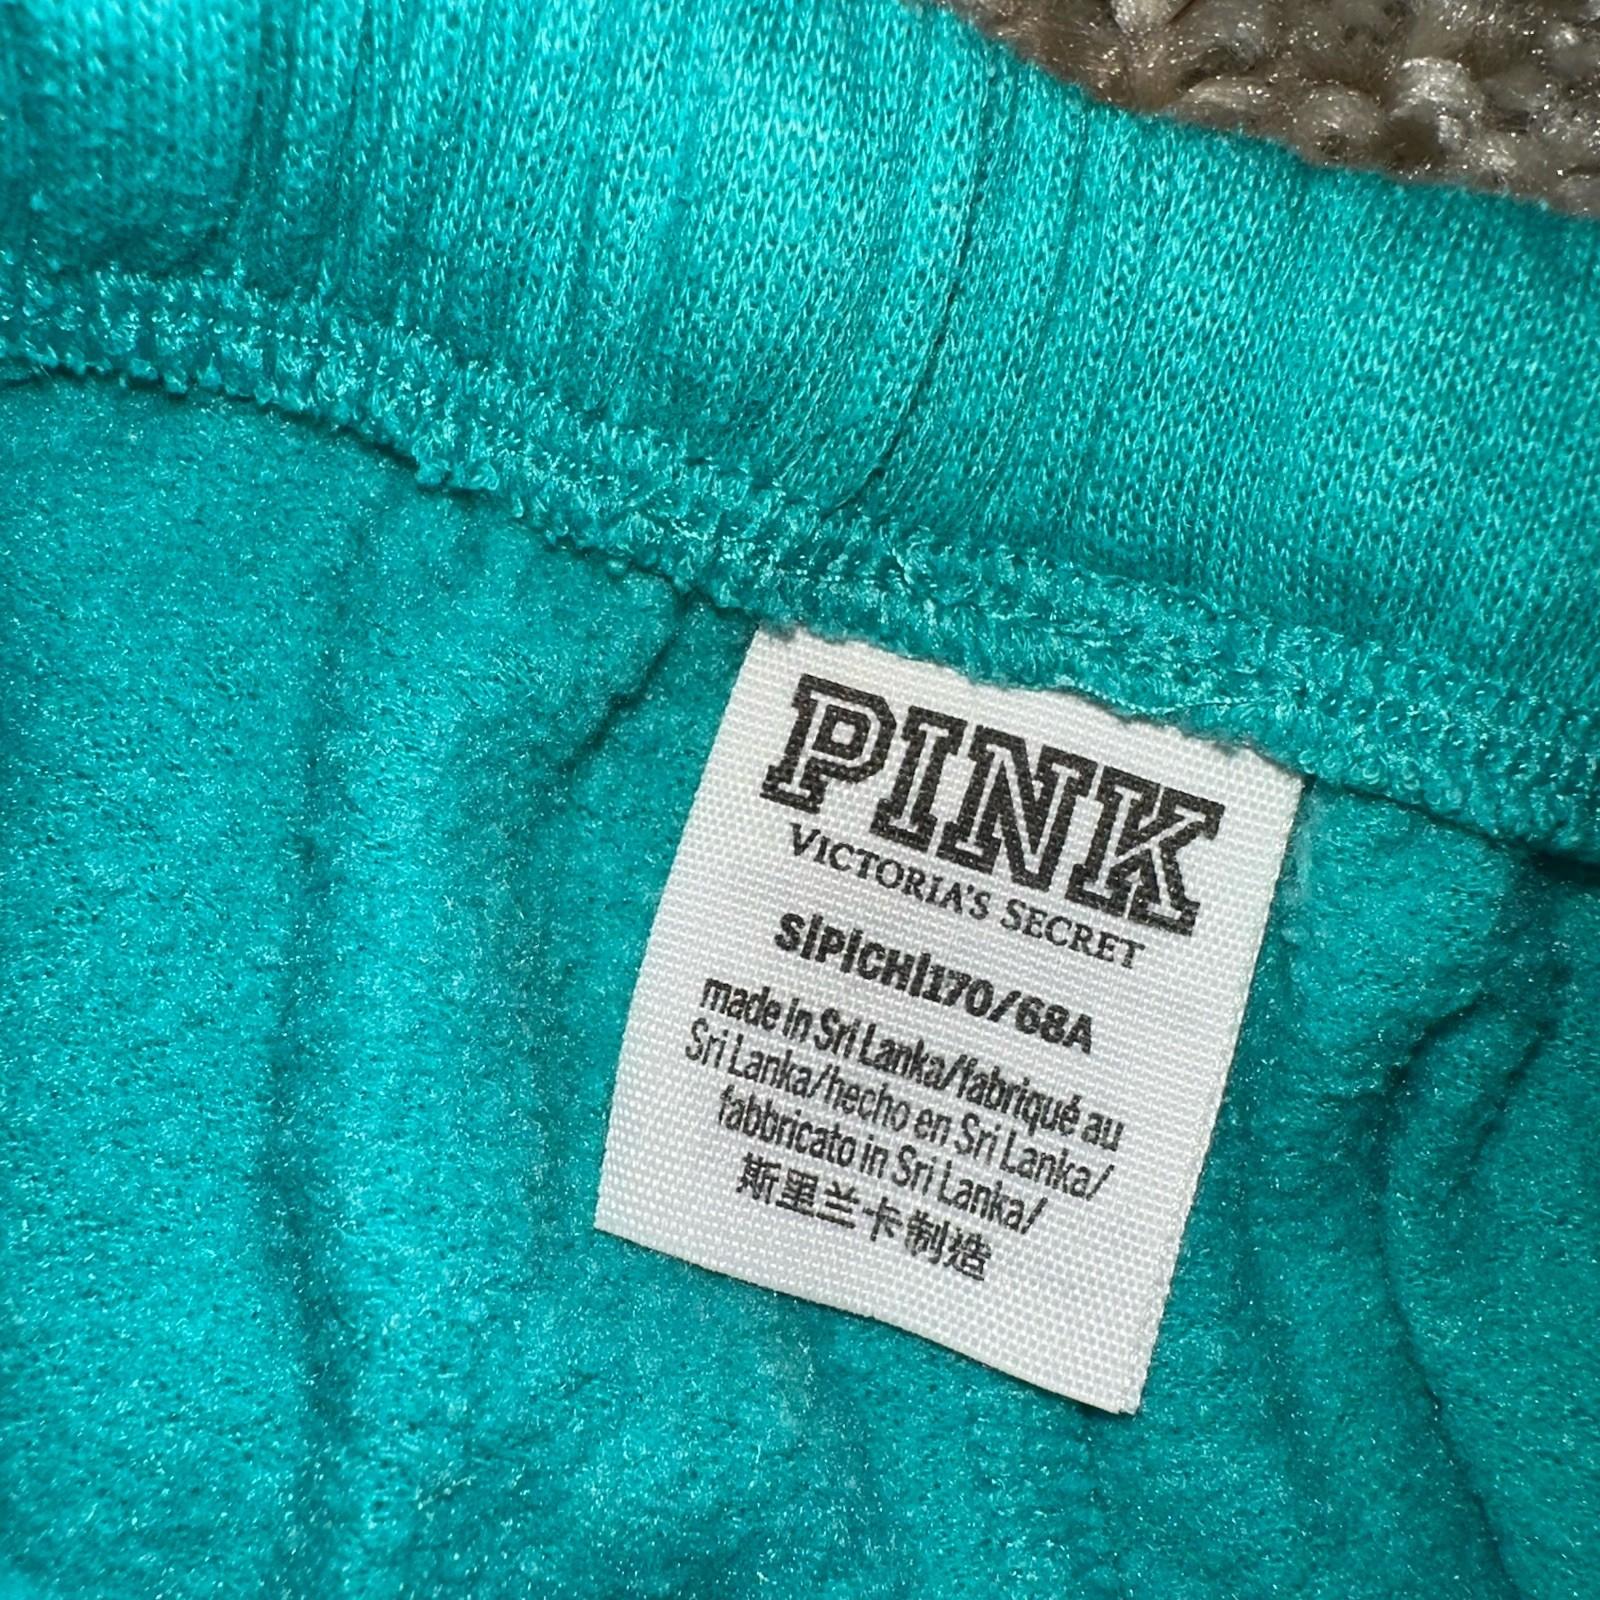 PINK
VICTORIA'S SECRET
S|P|CH|170/68A
made in Sri Lanka/fabriqué au
Sri Lanka/hecho en Sri Lanka/
fabbricato in Sri Lanka/
斯里兰卡制造